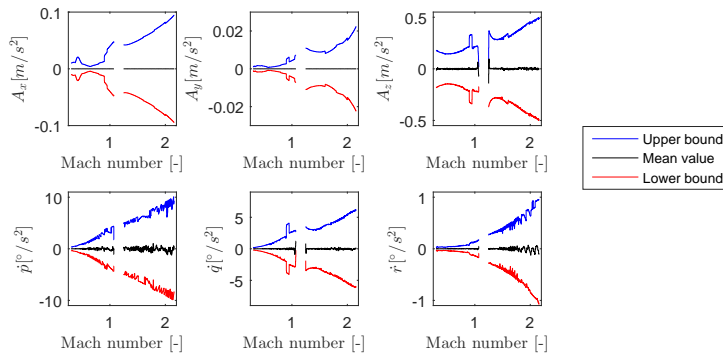 0.1
0
-0.1
A_x[m/s^2]
1 2
Mach number [-]
0.02
0
-0.02
A_y[m/s^2]
1 2
Mach number [-]
0.5
0
-0.5
A_z[m/s^2]
1 2
Mach number [-]
Upper bound
Mean value
Lower bound
10
0
-10
ṗ[°/s^2]
1 2
Mach number [-]
5
0
-5
q̇[°/s^2]
1 2
Mach number [-]
1
0
-1
ṙ[°/s^2]
1 2
Mach number [-]